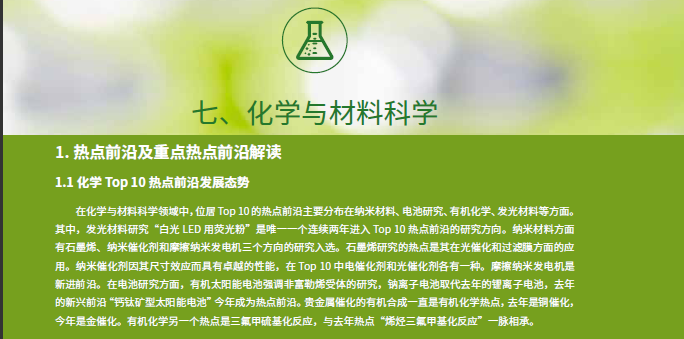 七、化学与材料科学
1. 热点前沿及重点热点前沿解读
1.1 化学 Top 10 热点前沿发展态势
在化学与材料科学领域中，位居 Top 10 的热点前沿主要分布在纳米材料、电池研究、有机化学、发光材料等方面。
其中，发光材料研究“白光 LED 用荧光粉”是唯一一个连续两年进入 Top 10 热点前沿的研究方向。纳米材料方面
有石墨烯、纳米催化剂和摩擦纳米发电机三个方向的研究入选。石墨烯研究的热点是其在光催化和过滤膜方面的应
用。纳米催化剂因其尺寸效应而具有卓越的性能，在 Top 10 中电催化剂和光催化剂各有一种。摩擦纳米发电机是
新进前沿。在电池研究方面，有机太阳能电池强调非富勒烯受体的研究，钠离子电池取代去年的锂离子电池，去年
的新兴前沿“钙钛矿型太阳能电池”今年成为热点前沿。贵金属催化的有机合成一直是有机化学热点，去年是铜催化，
今年是金催化。有机化学另一个热点是三氟甲硫基化反应，与去年热点“烯烃三氟甲基化反应”一脉相承。